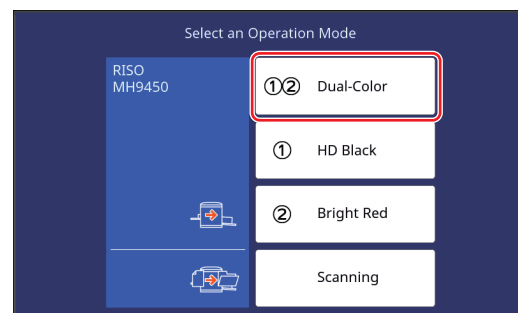 Select an Operation Mode
RISO
MH9450
①② Dual-Color
① HD Black
② Bright Red
Scanning